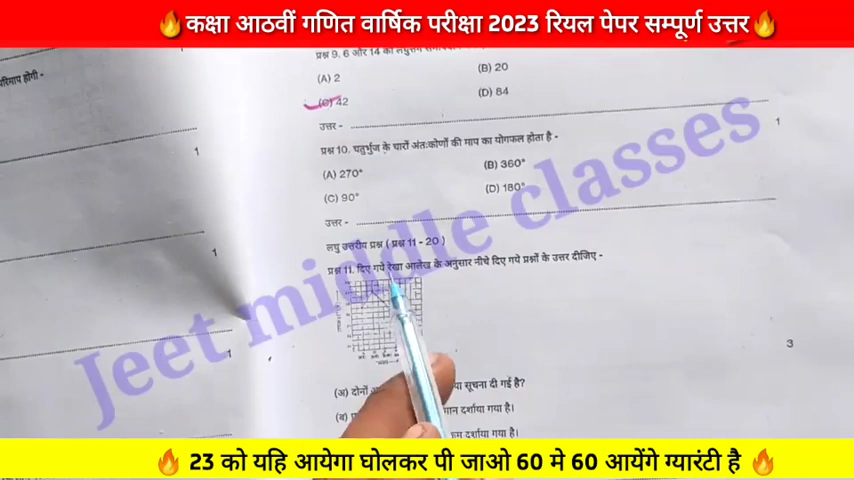 🔥कक्षा आठवीं गणित वार्षिक परीक्षा 2023 रियल पेपर सम्पूर्ण उत्तर🔥
परिमाप होगी -
प्रश्न 9. 6 और 14 का लघुत्तम
(A) 2
(B) 20
(C) 42
(D) 84
उत्तर -
1
1
प्रश्न 10. चतुर्भुज के चारों अंतःकोणों की माप का योगफल होता है -
(A) 270°
(B) 360°
(C) 90°
(D) 180°
उत्तर -
1
लघु उत्तरीय प्रश्न ( प्रश्न 11 - 20 )
प्रश्न 11. दिए गये रेखा आलेख के अनुसार नीचे दिए गये प्रश्नों के उत्तर दीजिए -
3
1
(अ) दोनों
सूचना दी गई है?
(ब)
दर्शाया गया है।
दर्शाया गया है।
Jeet middle classes
🔥 23 को यहि आयेगा घोलकर पी जाओ 60 मे 60 आयेंगे ग्यारंटी है 🔥